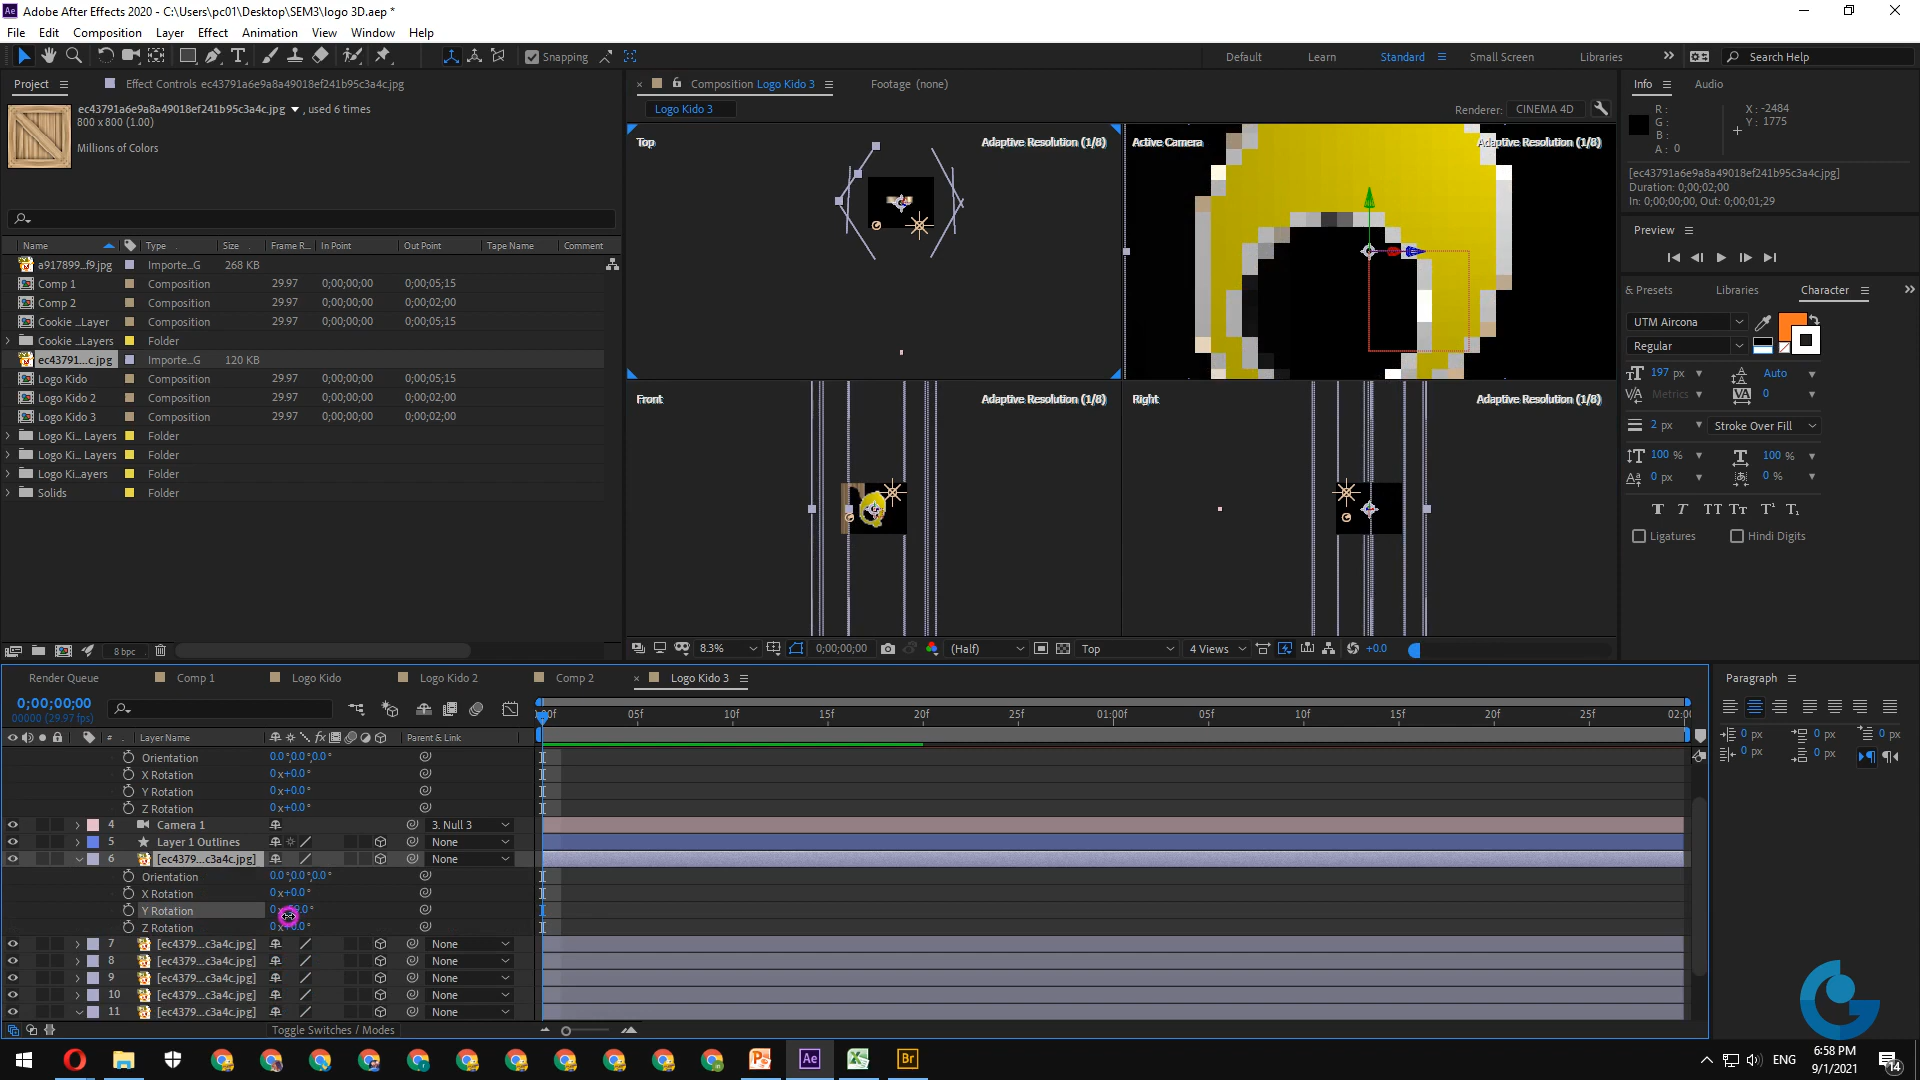 Ae Adobe After Effects 2020 - C:\Users\pc01\Desktop\SEM3\logo 3D.aep *
File Edit Composition Layer Effect Animation View Window Help
Snapping Default Learn Standard Small Screen Libraries Search Help
Project Effect Controls ec43791a6e9a8a49018ef241b95c3a4c.jpg
ec43791a6e9a8a49018ef241b95c3a4c.jpg , used 6 times
800 x 800 (1.00)
Millions of Colors
Name Type Size Frame R... In Point Out Point Tape Name Comment
a917899...f9.jpg Importe...G 268 KB
Comp 1 Composition 29.97 0;00;00;00 0;00;05;15
Comp 2 Composition 29.97 0;00;00;00 0;00;02;00
Cookie ...Layer Composition 29.97 0;00;00;00 0;00;05;15
Cookie ...Layers Folder
ec43791...c.jpg Importe...G 120 KB
Logo Kido Composition 29.97 0;00;00;00 0;00;05;15
Logo Kido 2 Composition 29.97 0;00;00;00 0;00;02;00
Logo Kido 3 Composition 29.97 0;00;00;00 0;00;02;00
Logo Ki... Layers Folder
Logo Ki... Layers Folder
Logo Ki...ayers Folder
Solids Folder
8 bpc
Composition Logo Kido 3 Footage (none)
Logo Kido 3 Renderer: CINEMA 4D
Top Adaptive Resolution (1/8)
Active Camera Adaptive Resolution (1/8)
Front Adaptive Resolution (1/8)
Right Adaptive Resolution (1/8)
8.3% 0;00;00;00 (Half) Top 4 Views +0.0
Info Audio
R: X: -2484
G: Y: 1775
B:
A: 0
[ec43791a6e9a8a49018ef241b95c3a4c.jpg]
Duration: 0;00;02;00
In: 0;00;00;00, Out: 0;00;01;29
Preview
& Presets Libraries Character
UTM Aircona
Regular
197 px Auto
Metrics 0
2 px Stroke Over Fill
100 % 100 %
0 px 0 %
T T TT Tt T¹ T₁
Ligatures Hindi Digits
Render Queue Comp 1 Logo Kido Logo Kido 2 Comp 2 Logo Kido 3
0;00;00;00
00000 (29.97 fps)
00f 05f 10f 15f 20f 25f 01:00f 05f 10f 15f 20f 25f 02:00
# Layer Name Parent & Link
Orientation 0.0°,0.0°,0.0°
X Rotation 0 x+0.0°
Y Rotation 0 x+0.0°
Z Rotation 0 x+0.0°
4 Camera 1 3. Null 3
5 Layer 1 Outlines None
6 [ec4379...c3a4c.jpg] None
Orientation 0.0°,0.0°,0.0°
X Rotation 0 x+0.0°
Y Rotation
Z Rotation
7 [ec4379...c3a4c.jpg] None
8 [ec4379...c3a4c.jpg] None
9 [ec4379...c3a4c.jpg] None
10 [ec4379...c3a4c.jpg] None
11 [ec4379...c3a4c.jpg] None
Toggle Switches / Modes
Paragraph
0 px 0 px 0 px
0 px 0 px
Ae Br
ENG 6:58 PM
9/1/2021
14